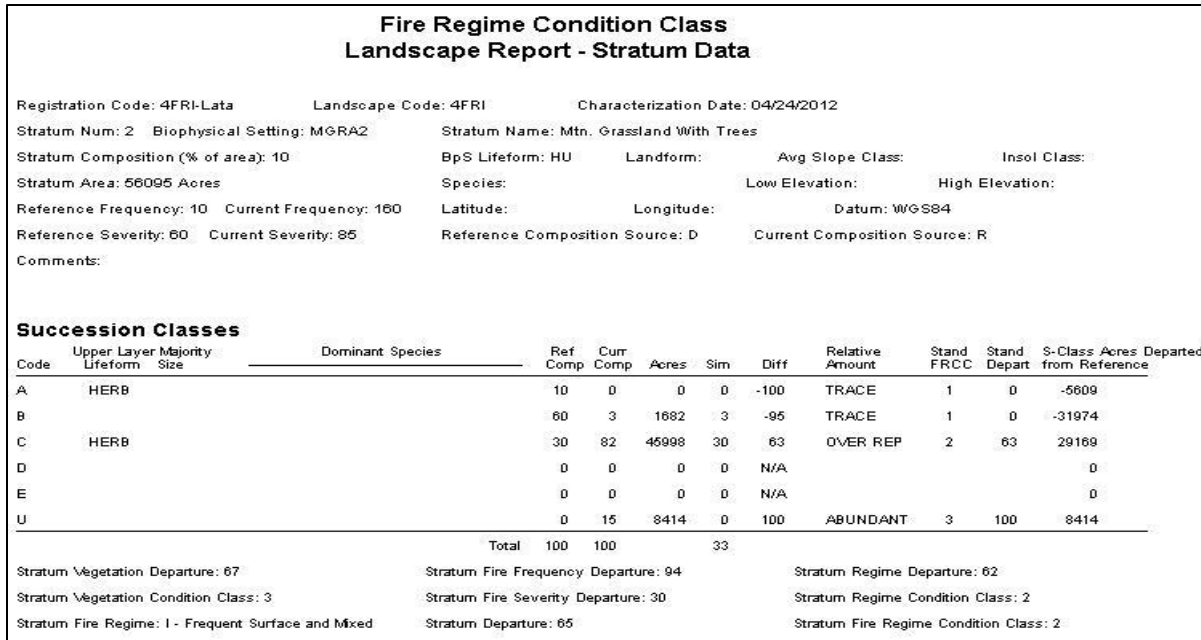 Fire Regime Condition Class
Landscape Report - Stratum Data
Registration Code: 4FRI-Lata Landscape Code: 4FRI Characterization Date: 04/24/2012
Stratum Num: 2 Biophysical Setting: MGRA2 Stratum Name: Mtn. Grassland With Trees
Stratum Composition (% of area): 10 BpS Lifeform: HU Landform: Avg Slope Class: Insol Class:
Stratum Area: 56095 Acres Species: Low Elevation: High Elevation:
Reference Frequency: 10 Current Frequency: 160 Latitude: Longitude: Datum: WGS84
Reference Severity: 60 Current Severity: 85 Reference Composition Source: D Current Composition Source: R
Comments:
Succession Classes
Upper Layer Majority Dominant Species Ref Curr Relative Stand Stand S-Class Acres Departed
Code Lifeform Size Comp Comp Acres Sim Diff Amount FRCC Depart from Reference
A HERB 10 0 0 0 -100 TRACE 1 0 -5609
B 60 3 1682 3 -95 TRACE 1 0 -31974
C HERB 30 82 45998 30 63 OVER REP 2 63 29169
D 0 0 0 0 N/A 0
E 0 0 0 0 N/A 0
U 0 15 8414 0 100 ABUNDANT 3 100 8414
Total 100 100 33
Stratum Vegetation Departure: 67 Stratum Fire Frequency Departure: 94 Stratum Regime Departure: 62
Stratum Vegetation Condition Class: 3 Stratum Fire Severity Departure: 30 Stratum Regime Condition Class: 2
Stratum Fire Regime: I - Frequent Surface and Mixed Stratum Departure: 65 Stratum Fire Regime Condition Class: 2